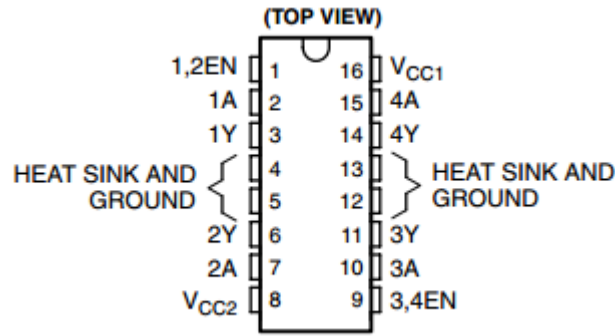 (TOP VIEW)
1,2EN 1 16 VCC1
1A 2 15 4A
1Y 3 14 4Y
HEAT SINK AND GROUND 4 13 HEAT SINK AND GROUND
5 12
2Y 6 11 3Y
2A 7 10 3A
VCC2 8 9 3,4EN